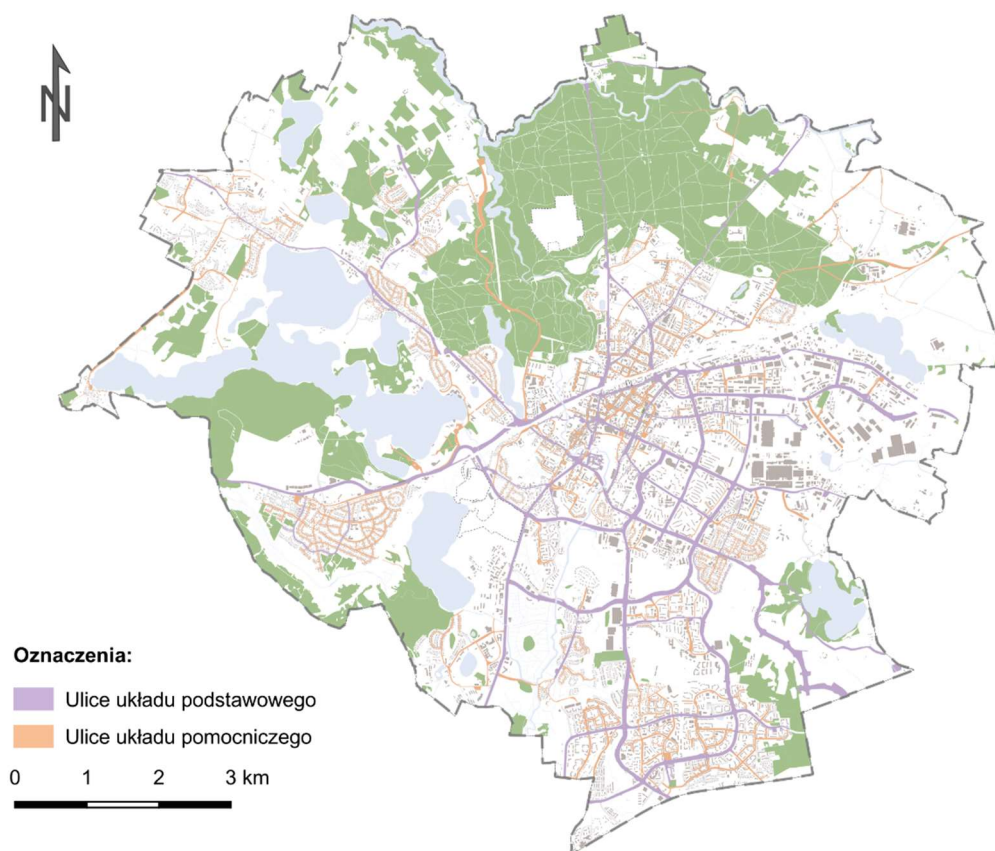 N
Oznaczenia:
Ulice układu podstawowego
Ulice układu pomocniczego
0 1 2 3 km